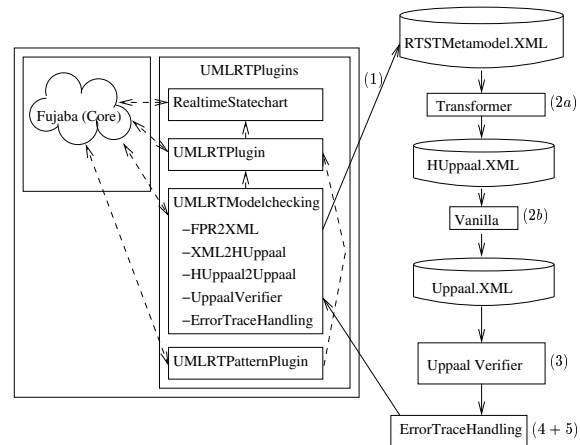 UMLRTPlugins
Fujaba (Core)
RealtimeStatechart
UMLRTPlugin
UMLRTModelchecking
−FPR2XML
−XML2HUppaal
−HUppaal2Uppaal
−UppaalVerifier
−ErrorTraceHandling
UMLRTPatternPlugin
(1)
RTSTMetamodel.XML
Transformer
(2a)
HUppaal.XML
Vanilla
(2b)
Uppaal.XML
Uppaal Verifier
(3)
ErrorTraceHandling
(4 + 5)